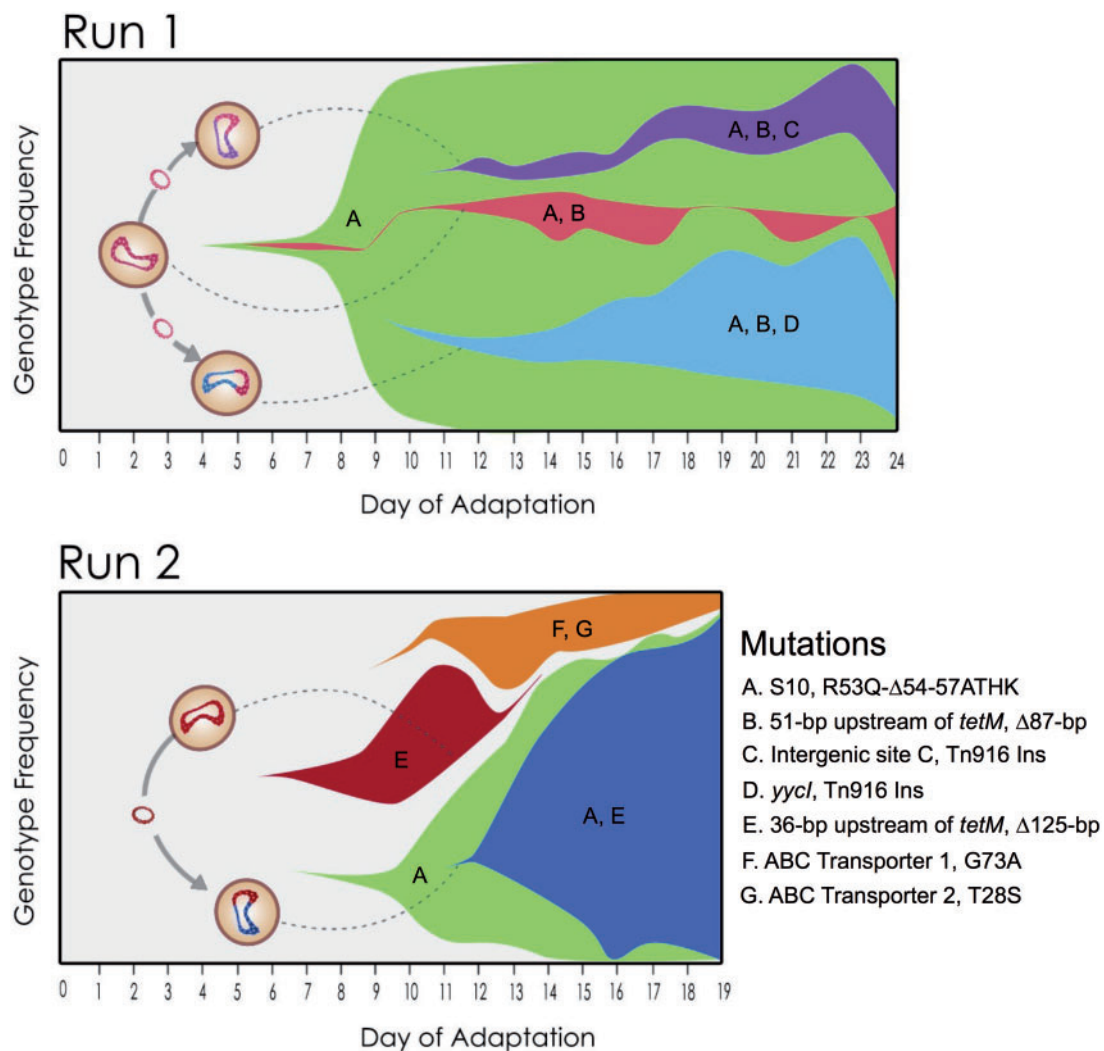 Run 1
Genotype Frequency
A
A, B, C
A, B
A, B, D
0 1 2 3 4 5 6 7 8 9 10 11 12 13 14 15 16 17 18 19 20 21 22 23 24
Day of Adaptation
Run 2
Genotype Frequency
F, G
E
A, E
A
0 1 2 3 4 5 6 7 8 9 10 11 12 13 14 15 16 17 18 19
Day of Adaptation
Mutations
A. S10, R53Q-Δ54-57ATHK
B. 51-bp upstream of tetM, Δ87-bp
C. Intergenic site C, Tn916 Ins
D. yycI, Tn916 Ins
E. 36-bp upstream of tetM, Δ125-bp
F. ABC Transporter 1, G73A
G. ABC Transporter 2, T28S